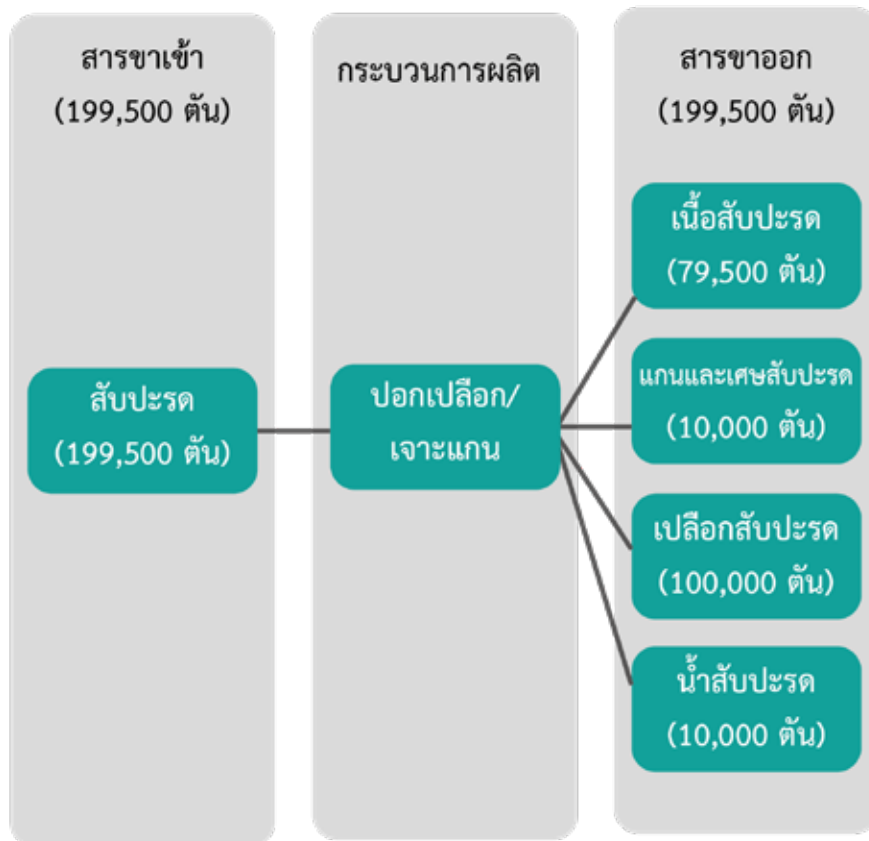 สารขาเข้า
(199,500 ตัน)
กระบวนการผลิต
สารขาออก
(199,500 ตัน)
สับปะรด
(199,500 ตัน)
ปอกเปลือก/
เจาะแกน
เนื้อสับปะรด
(79,500 ตัน)
แกนและเศษสับปะรด
(10,000 ตัน)
เปลือกสับปะรด
(100,000 ตัน)
น้ำสับปะรด
(10,000 ตัน)